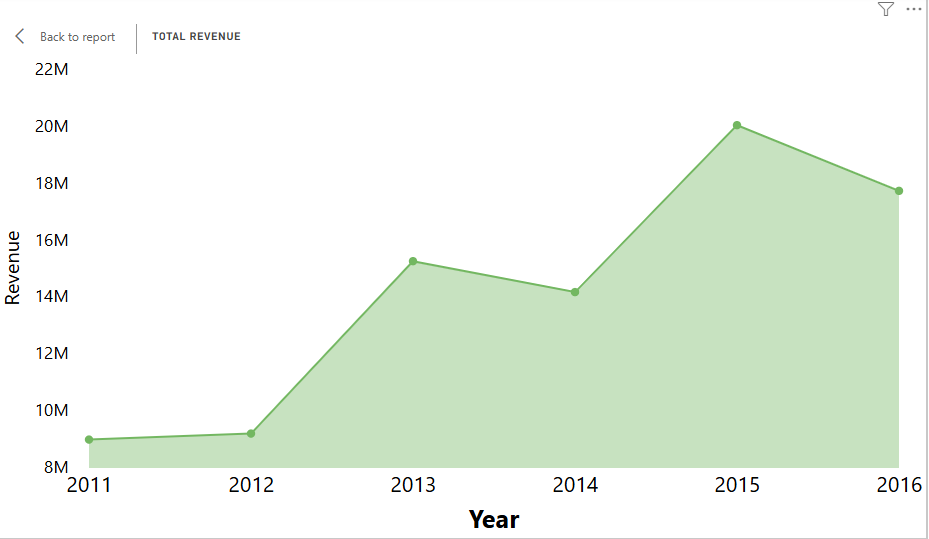 Back to report
TOTAL REVENUE
22M
20M
18M
16M
14M
12M
10M
8M
Revenue
2011 2012 2013 2014 2015 2016
Year